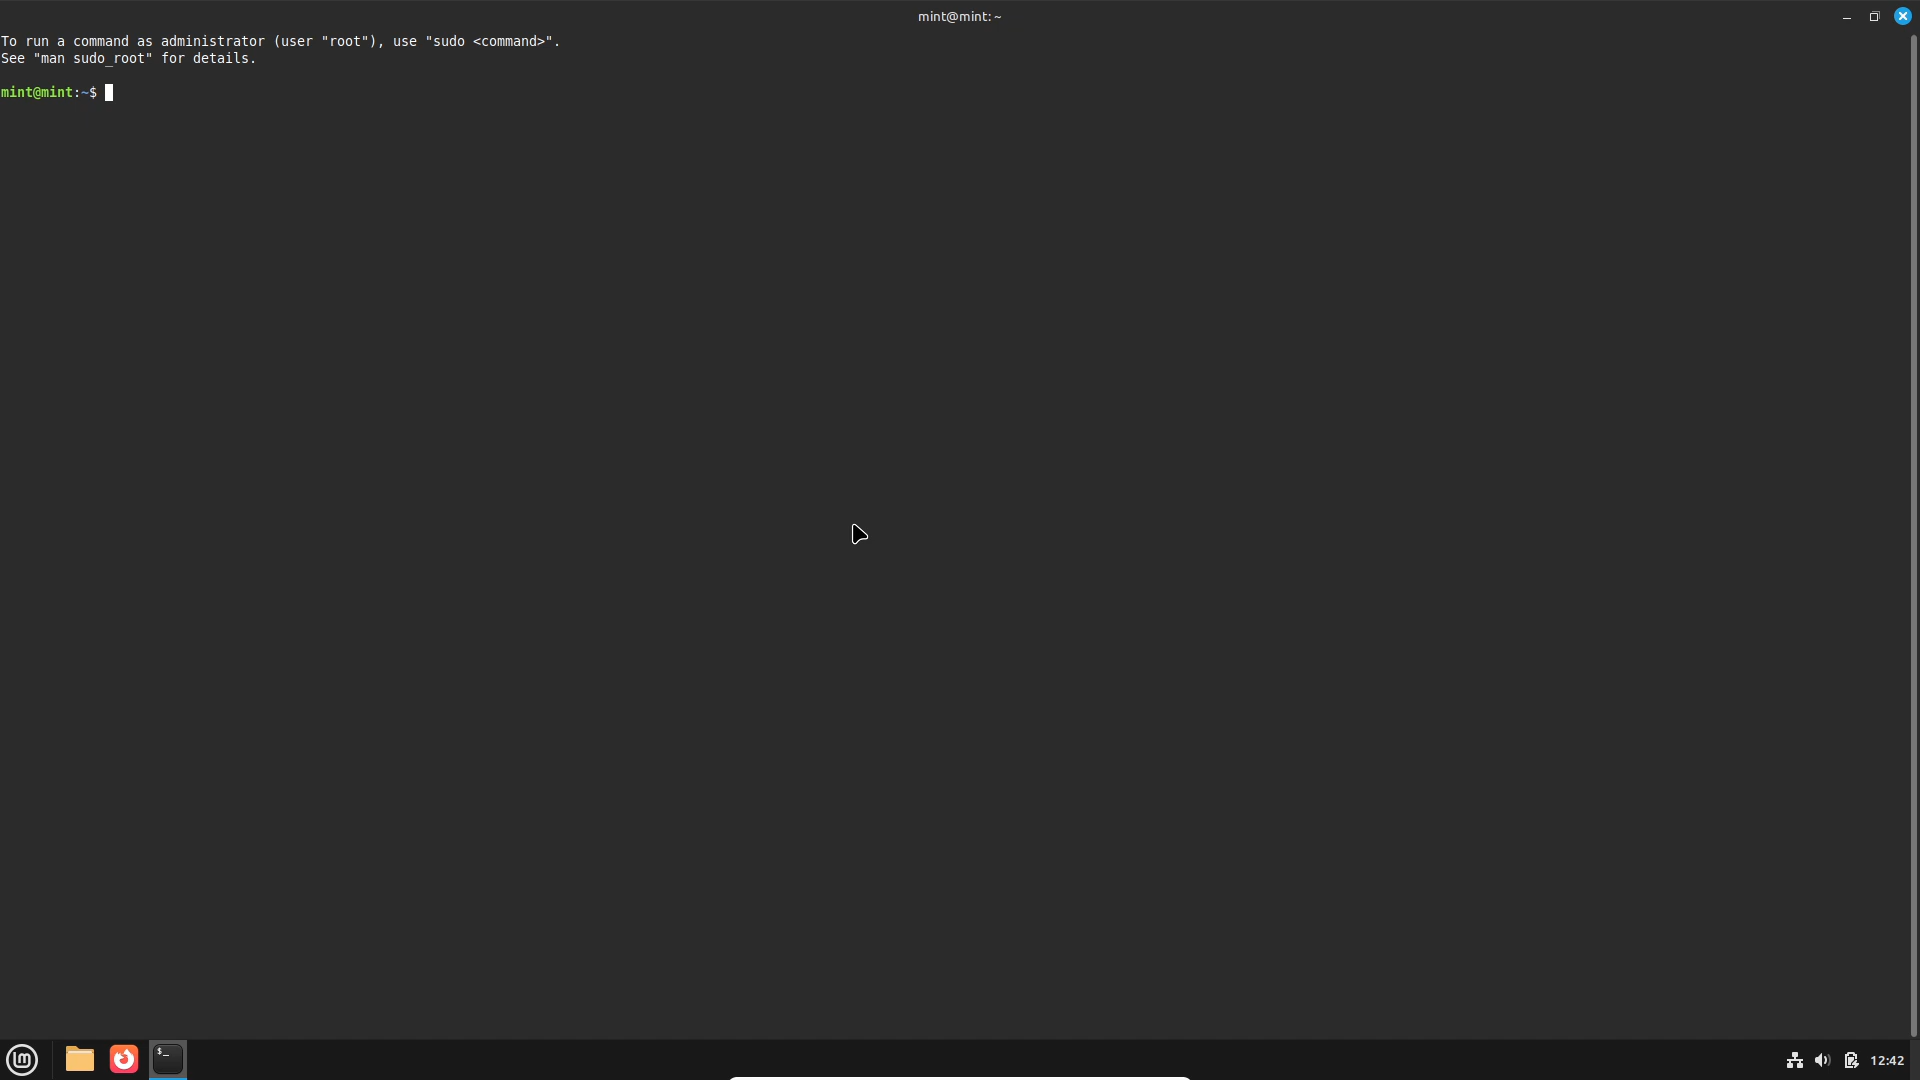 mint@mint: ~
To run a command as administrator (user "root"), use "sudo <command>".
See "man sudo_root" for details.
mint@mint:~$
$_
12:42